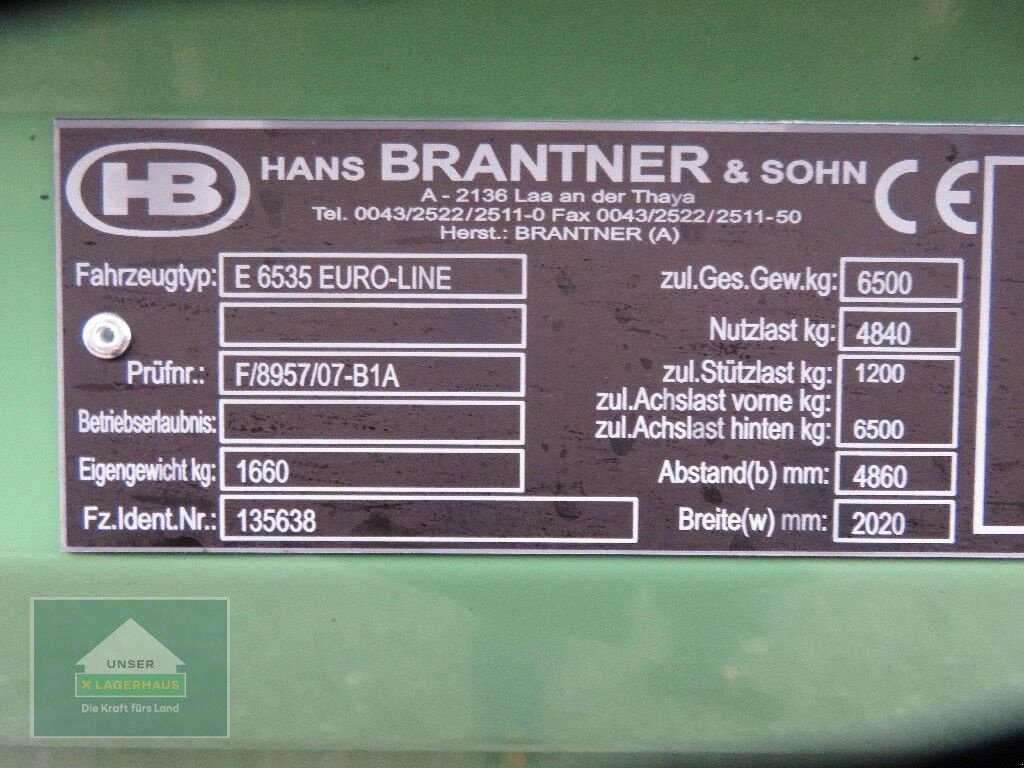 HB HANS BRANTNER & SOHN CE
A - 2136 Laa an der Thaya
Tel. 0043/2522/2511-0 Fax 0043/2522/2511-50
Herst.: BRANTNER (A)
Fahrzeugtyp: E 6535 EURO-LINE
Prüfnr.: F/8957/07-B1A
Betriebserlaubnis:
Eigengewicht kg: 1660
Fz.Ident.Nr.: 135638
zul.Ges.Gew.kg: 6500
Nutzlast kg: 4840
zul.Stützlast kg: 1200
zul.Achslast vorne kg:
zul.Achslast hinten kg: 6500
Abstand(b) mm: 4860
Breite(w) mm: 2020
UNSER
X LAGERHAUS
Die Kraft fürs Land